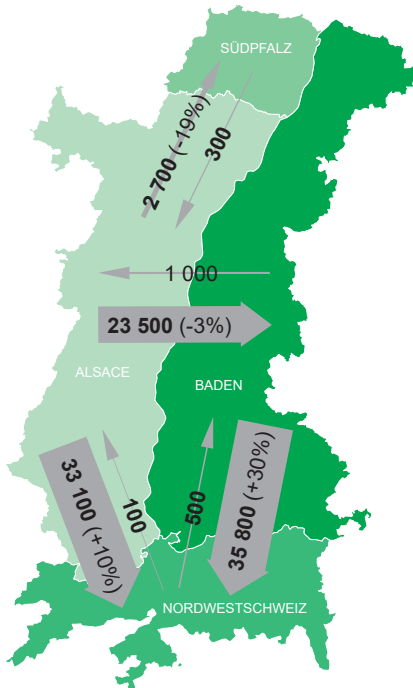 SÜDPFALZ
2 700 (-19%)
300
1 000
23 500 (-3%)
ALSACE
BADEN
33 100 (+10%)
100
500
35 800 (+30%)
NORDWESTSCHWEIZ